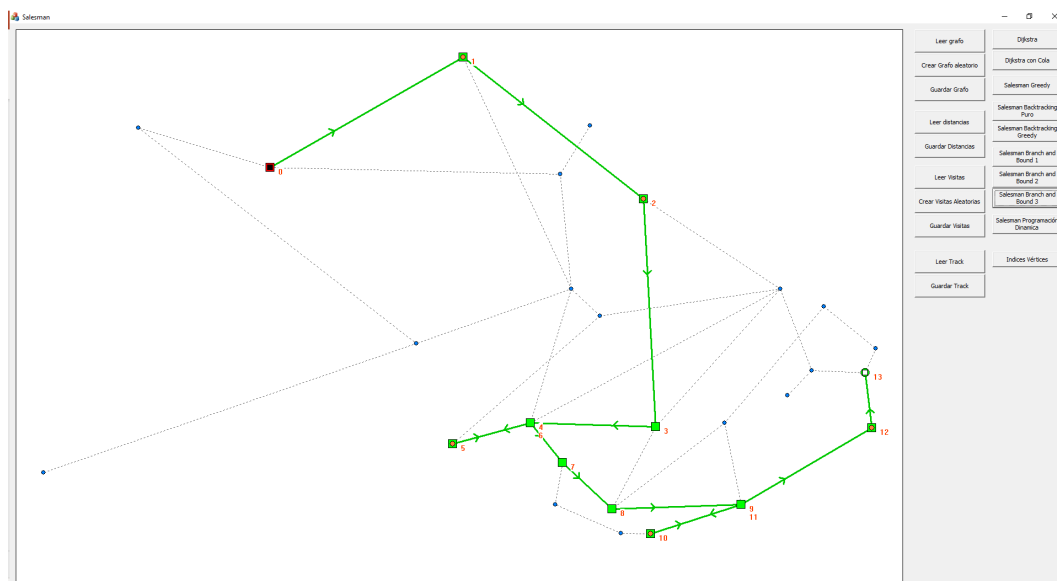 Salesman
Leer grafo
Dijkstra
Crear Grafo aleatorio
Dijkstra con Cola
Guardar Grafo
Salesman Greedy
Salesman Backtracking
Puro
Leer distancias
Salesman Backtracking
Greedy
Guardar Distancias
Salesman Branch and
Bound 1
Leer Visitas
Salesman Branch and
Bound 2
Crear Visitas Aleatorias
Salesman Branch and
Bound 3
Guardar Visitas
Salesman Programación
Dinamica
Leer Track
Indices Vértices
Guardar Track
1
0
2
13
4
3
12
6
5
7
8
9
11
10